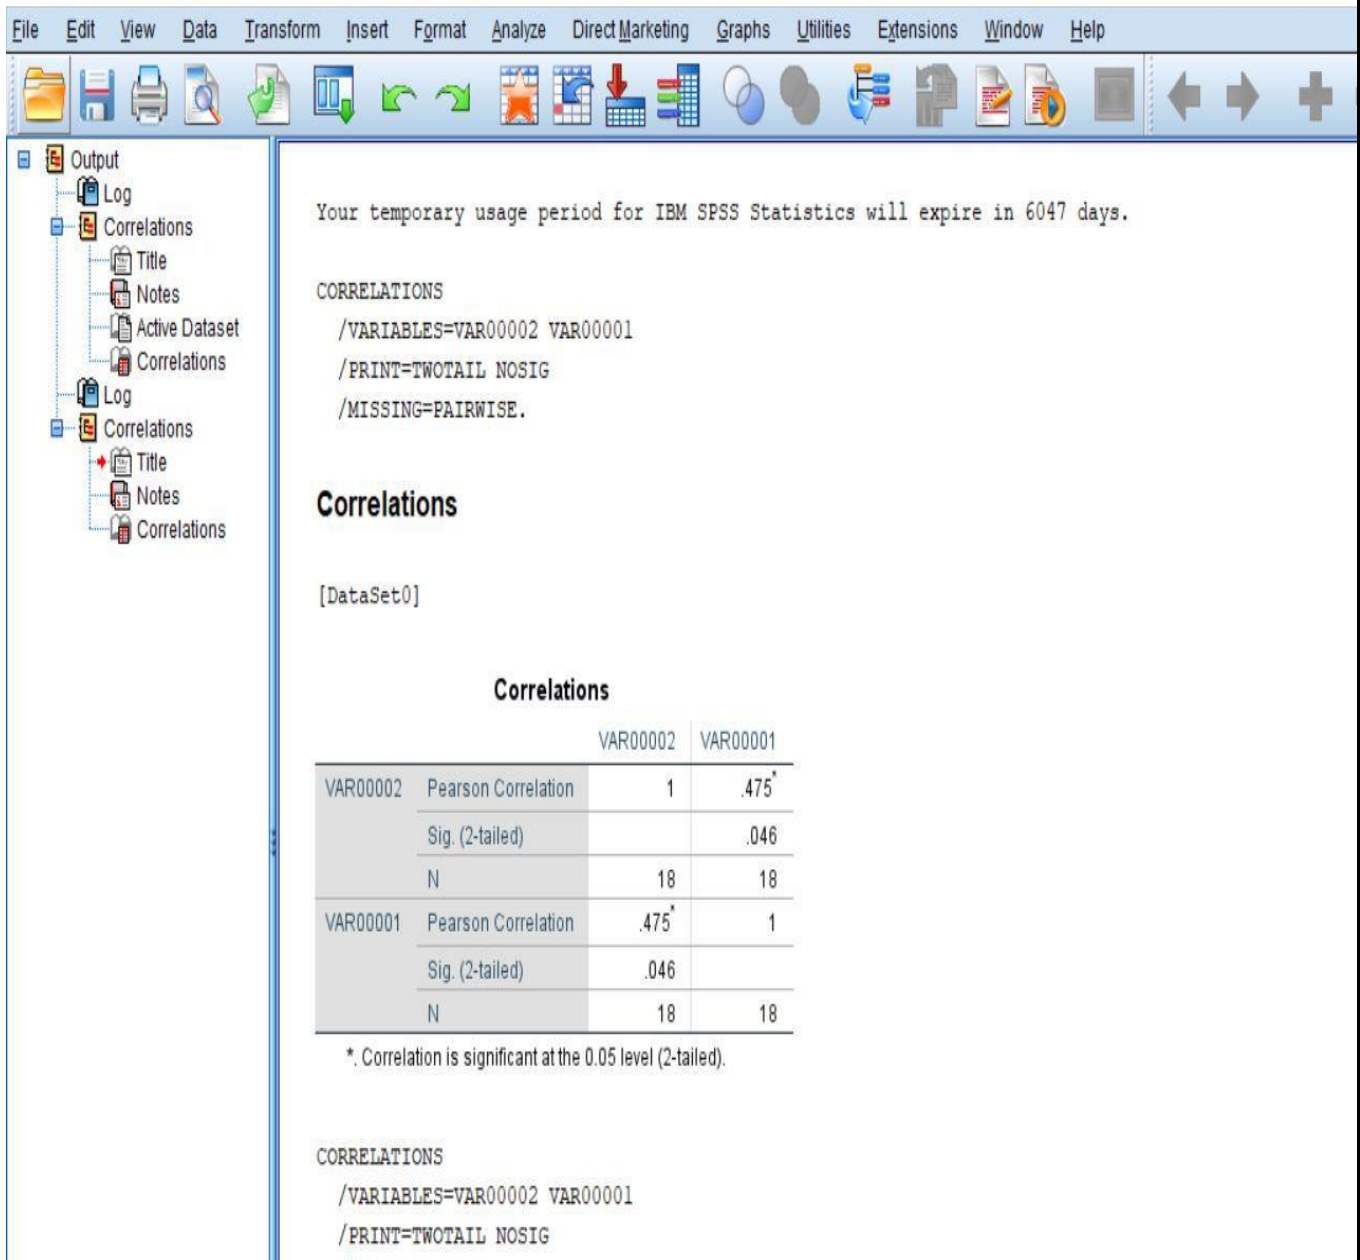 File Edit View Data Transform Insert Format Analyze Direct Marketing Graphs Utilities Extensions Window Help
Output
Log
Correlations
Title
Notes
Active Dataset
Correlations
Log
Correlations
Title
Notes
Correlations
Your temporary usage period for IBM SPSS Statistics will expire in 6047 days.
CORRELATIONS
/VARIABLES=VAR00002 VAR00001
/PRINT=TWOTAIL NOSIG
/MISSING=PAIRWISE.
Correlations
[DataSet0]
Correlations
VAR00002 VAR00001
VAR00002 Pearson Correlation 1 .475*
Sig. (2-tailed) .046
N 18 18
VAR00001 Pearson Correlation .475* 1
Sig. (2-tailed) .046
N 18 18
*. Correlation is significant at the 0.05 level (2-tailed).
CORRELATIONS
/VARIABLES=VAR00002 VAR00001
/PRINT=TWOTAIL NOSIG